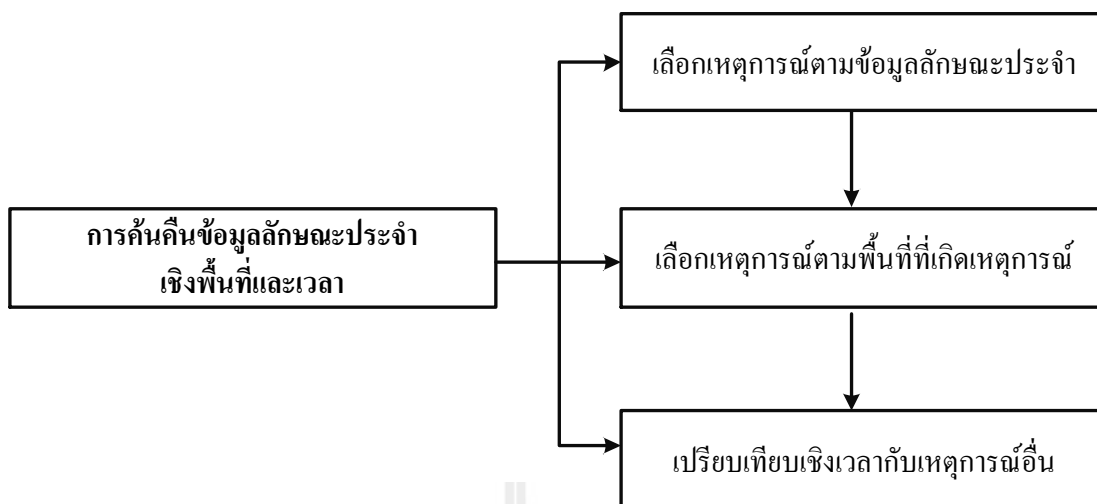 เลือกเหตุการณ์ตามข้อมูลลักษณะประจำ
การค้นคืนข้อมูลลักษณะประจำ
เชิงพื้นที่และเวลา
เลือกเหตุการณ์ตามพื้นที่ที่เกิดเหตุการณ์
เปรียบเทียบเชิงเวลากับเหตุการณ์อื่น